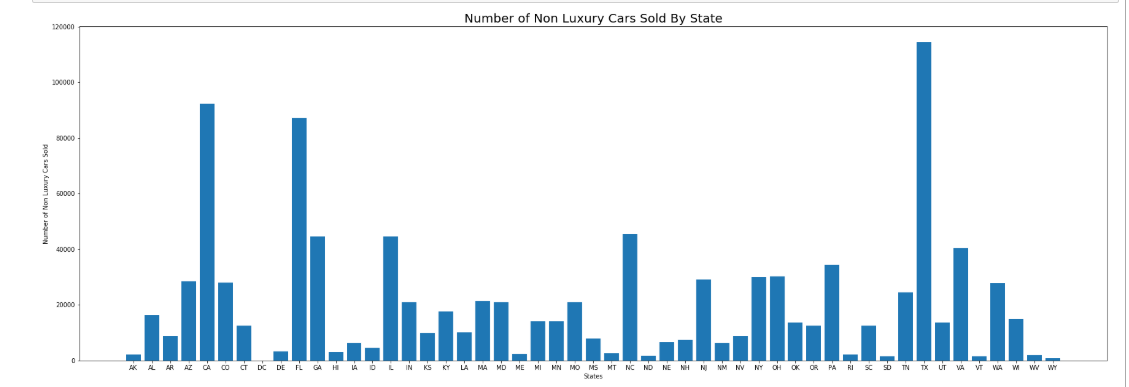 Number of Non Luxury Cars Sold By State
120000
100000
80000
60000
40000
20000
0
Number of Non Luxury Cars Sold
AK AL AR AZ CA CO CT DC DE FL GA HI IA ID IL IN KS KY LA MA MD ME MI MN MO MS MT NC ND NE NH NJ NM NV NY OH OK OR PA RI SC SD TN TX UT VA VT WA WI WV WY
States